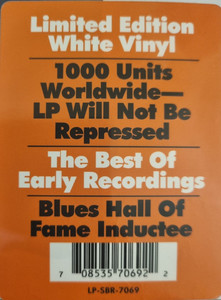 Limited Edition
White Vinyl
1000 Units
Worldwide—
LP Will Not Be
Repressed
The Best Of
Early Recordings
Blues Hall Of
Fame Inductee
7 08535 70692 2
LP-SBR-7069